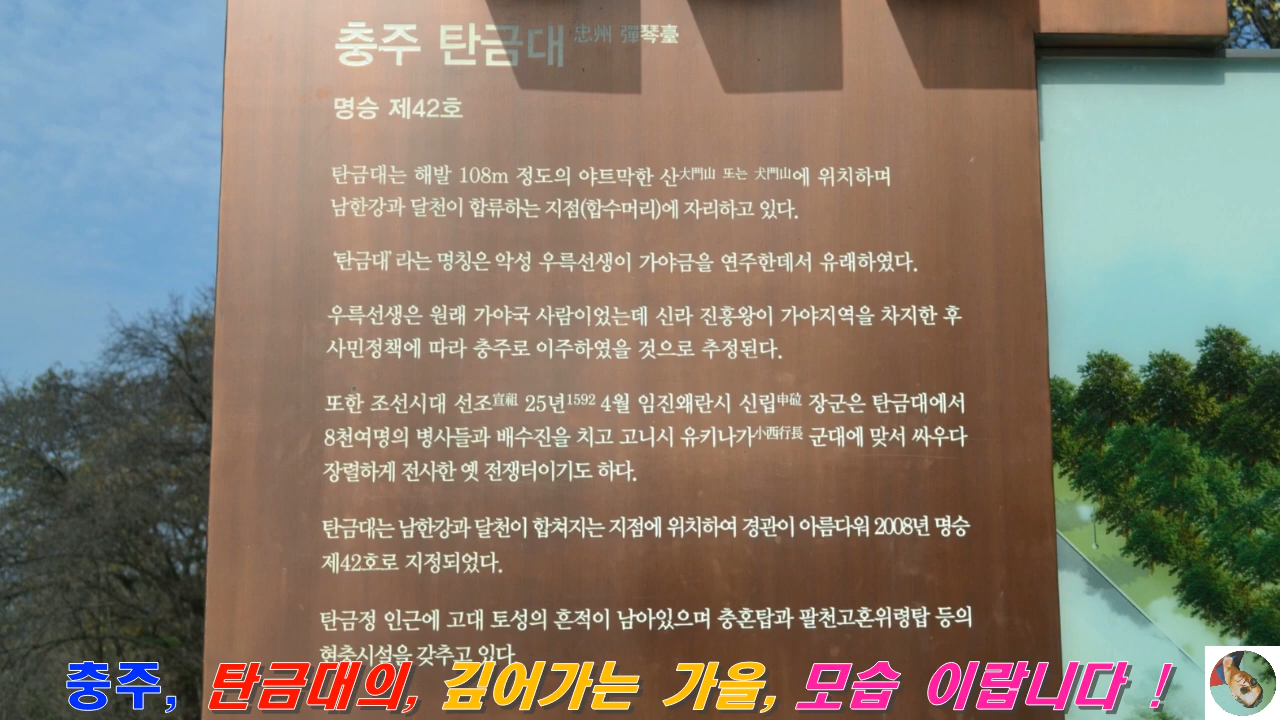 충주 탄금대 忠州 彈琴臺
명승 제42호
탄금대는 해발 108m 정도의 야트막한 산大門山 또는 犬門山에 위치하며
남한강과 달천이 합류하는 지점(합수머리)에 자리하고 있다.
'탄금대'라는 명칭은 악성 우륵선생이 가야금을 연주한데서 유래하였다.
우륵선생은 원래 가야국 사람이었는데 신라 진흥왕이 가야지역을 차지한 후
사민정책에 따라 충주로 이주하였을 것으로 추정된다.
또한 조선시대 선조宣祖 25년1592 4월 임진왜란시 신립申砬 장군은 탄금대에서
8천여명의 병사들과 배수진을 치고 고니시 유키나가小西行長 군대에 맞서 싸우다
장렬하게 전사한 옛 전쟁터이기도 하다.
탄금대는 남한강과 달천이 합쳐지는 지점에 위치하여 경관이 아름다워 2008년 명승
제42호로 지정되었다.
탄금정 인근에 고대 토성의 흔적이 남아있으며 충혼탑과 팔천고혼위령탑 등의
현충시설을 갖추고 있다
충주, 탄금대의, 깊어가는 가을, 모습 이랍니다 !